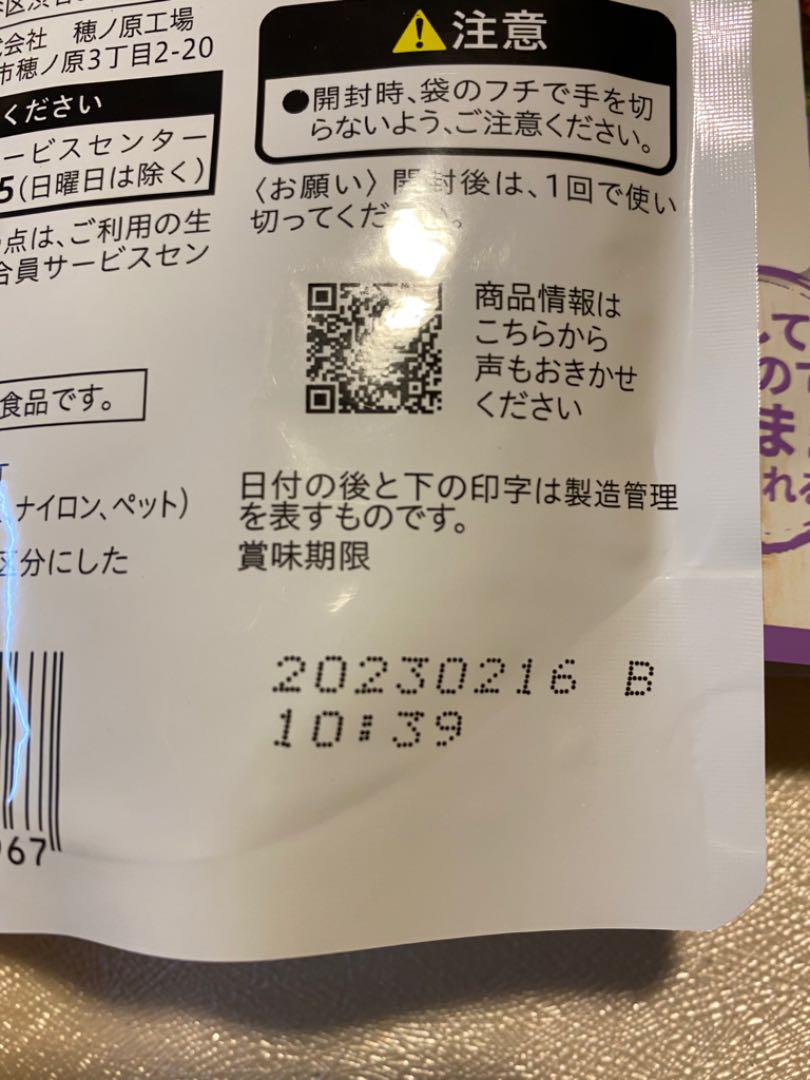 会社 穂ノ原工場
市穂ノ原3丁目2-20
ください
ービスセンター
5(日曜日は除く)
点は、ご利用の生
合員サービスセン
食品です。
ナイロン、ペット)
区分にした
67
注意
●開封時、袋のフチで手を切
らないよう、ご注意ください。
〈お願い〉開封後は、1回で使い
切ってください。
商品情報は
こちらから
声もおきかせ
ください
日付の後と下の印字は製造管理
を表すものです。
賞味期限
20230216 B
10:39
して
ので
ま
れる